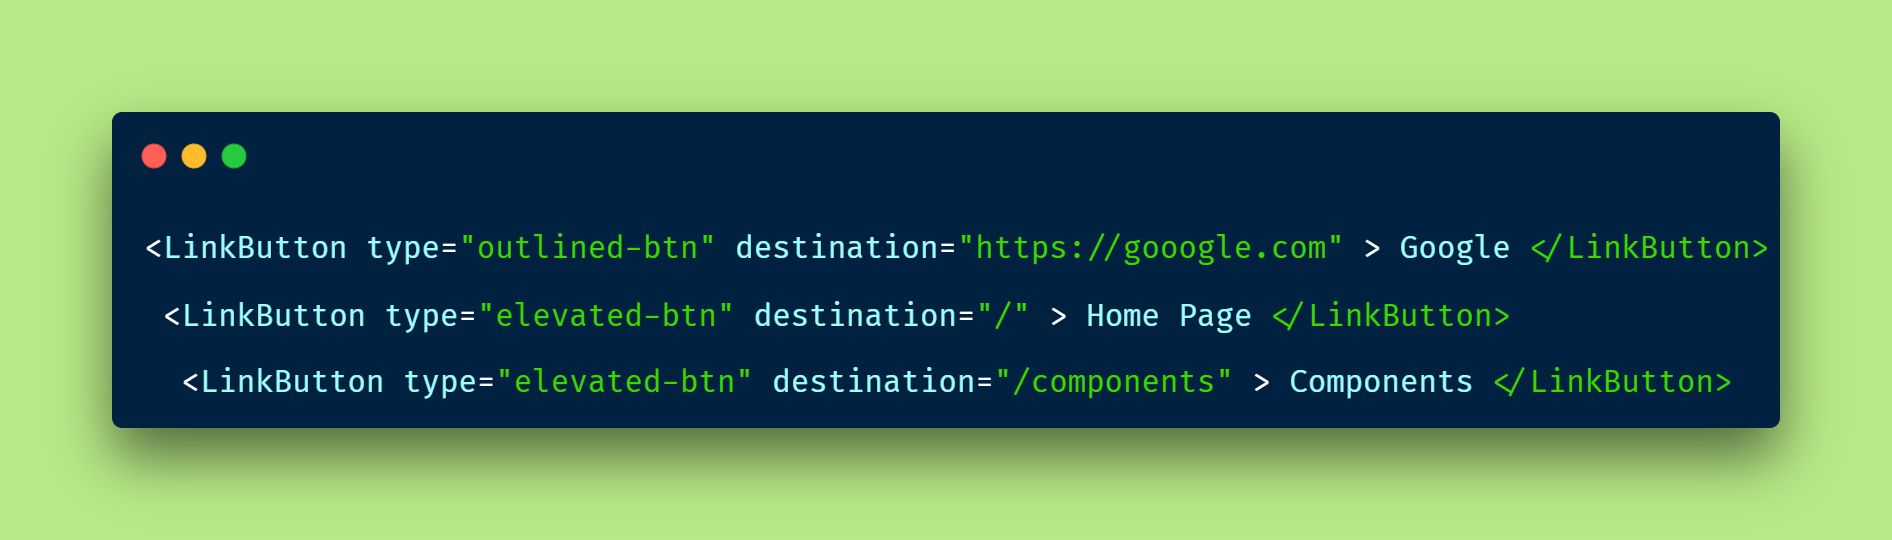 <LinkButton type="outlined-btn" destination="https://gooogle.com" > Google </LinkButton>
<LinkButton type="elevated-btn" destination="/" > Home Page </LinkButton>
<LinkButton type="elevated-btn" destination="/components" > Components </LinkButton>